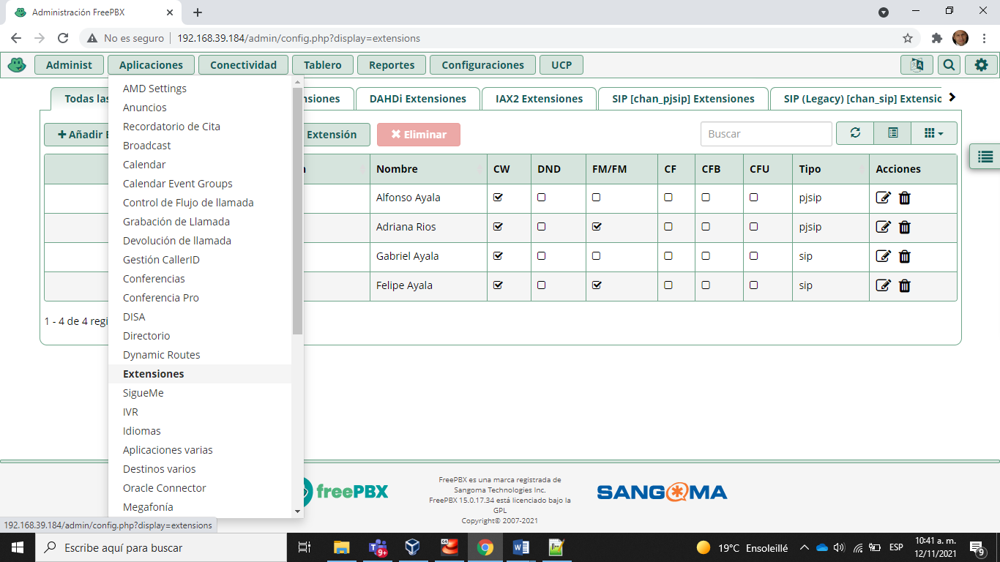 Administración FreePBX
No es seguro
192.168.39.184/admin/config.php?display=extensions
Administ
Aplicaciones
Conectividad
Tablero
Reportes
Configuraciones
UCP
AMD Settings
Anuncios
Recordatorio de Cita
Broadcast
Calendar
Calendar Event Groups
Control de Flujo de llamada
Grabación de Llamada
Devolución de llamada
Gestión CallerID
Conferencias
Conferencia Pro
DISA
Directorio
Dynamic Routes
Extensiones
SigueMe
IVR
Idiomas
Aplicaciones varias
Destinos varios
Oracle Connector
Megafonía
Todas las
nsiones
DAHDi Extensiones
IAX2 Extensiones
SIP [chan_pjsip] Extensiones
SIP (Legacy) [chan_sip] Extensio
Añadir E
Extensión
Eliminar
Buscar
Nombre CW DND FM/FM CF CFB CFU Tipo Acciones
Alfonso Ayala pjsip
Adriana Rios pjsip
Gabriel Ayala sip
Felipe Ayala sip
1 - 4 de 4 regi
freePBX
FreePBX es una marca registrada de
Sangoma Technologies Inc.
FreePBX 15.0.17.34 está licenciado bajo la
GPL
Copyright© 2007-2021
SANGOMA
192.168.39.184/admin/config.php?display=extensions
Escribe aquí para buscar
9+
64
19°C Ensoleillé
ESP
10:41 a. m.
12/11/2021
9